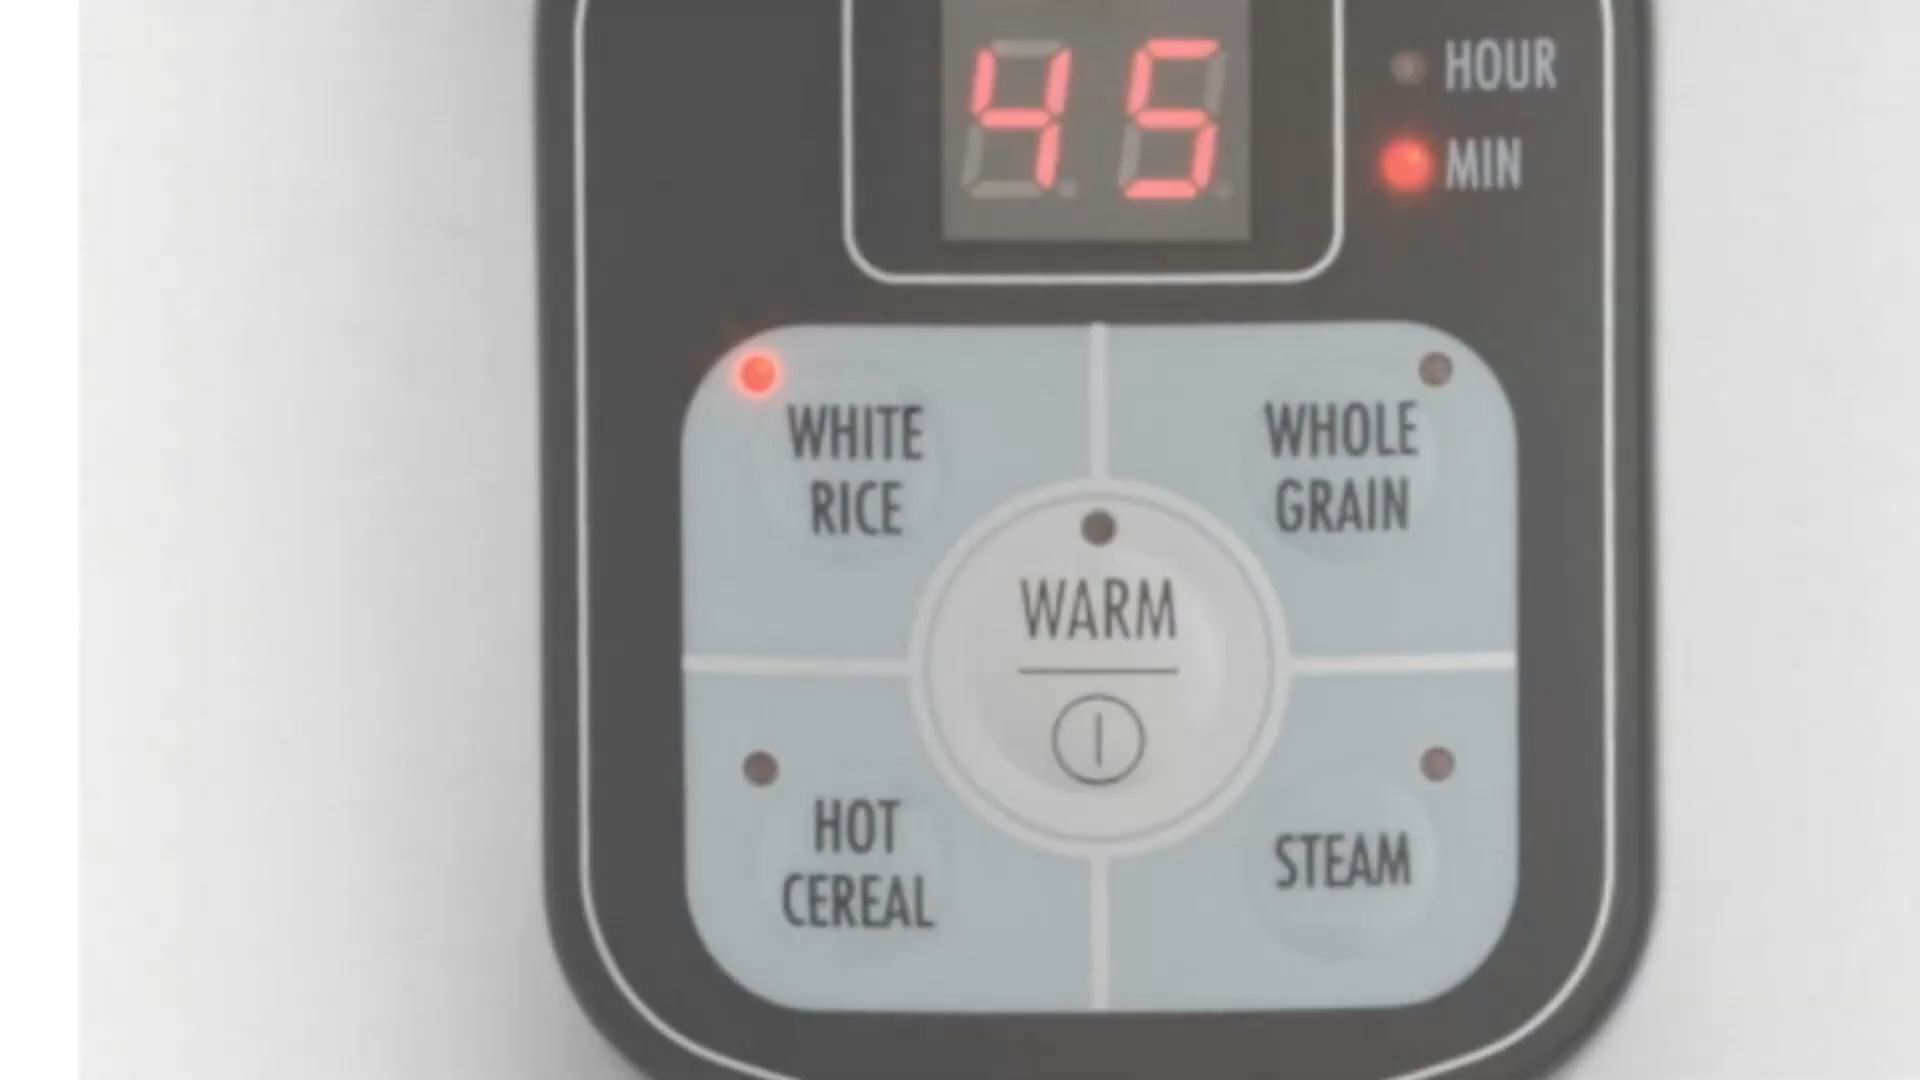 45
HOUR
MIN
WHITE
RICE
WHOLE
GRAIN
WARM
HOT
CEREAL
STEAM